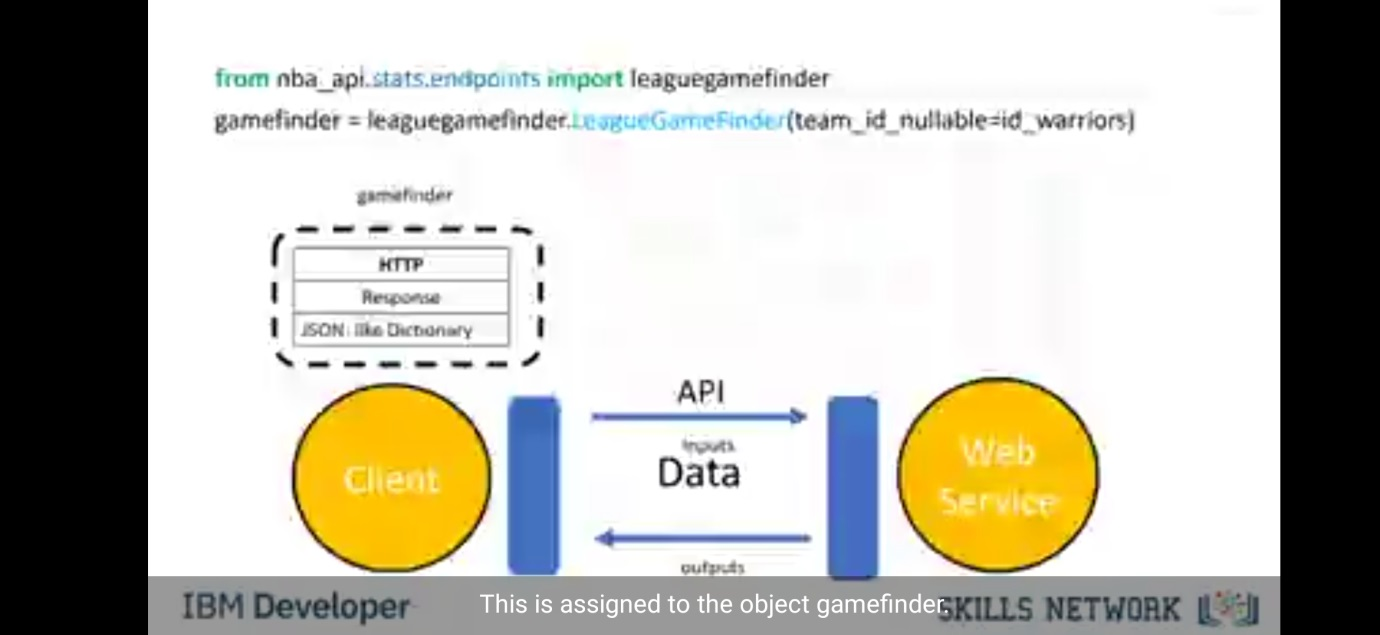 from nba_api.stats.endpoints import leaguegamefinder
gamefinder = leaguegamefinder.LeagueGameFinder(team_id_nullable=id_warriors)
gamefinder
HTTP
Response
JSON: like Dictionary
API
Inputs
Data
outputs
Client
Web
Service
IBM Developer
This is assigned to the object gamefinder.
SKILLS NETWORK